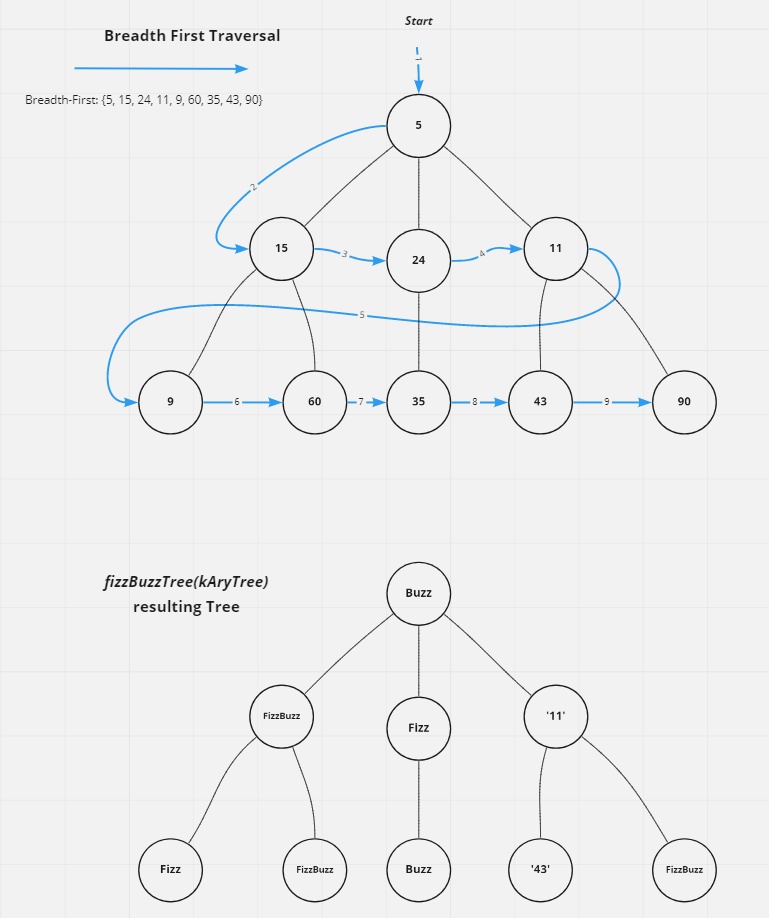 Start
Breadth First Traversal
1
Breadth-First: {5, 15, 24, 11, 9, 60, 35, 43, 90}
5
2
15
3
24
4
11
5
9
6
60
7
35
8
43
9
90
fizzBuzzTree(kAryTree)
resulting Tree
Buzz
FizzBuzz
Fizz
'11'
Fizz
FizzBuzz
Buzz
'43'
FizzBuzz